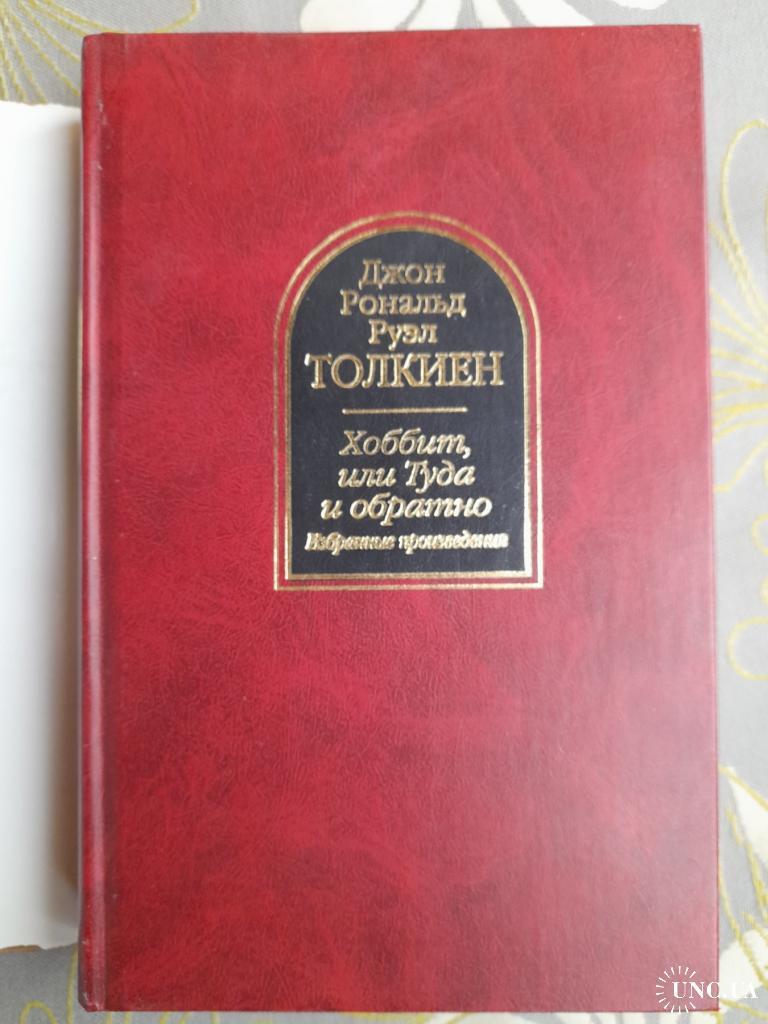 Джон
Рональд
Руэл
ТОЛКИЕН
Хоббит,
или Туда
и обратно
Избранные произведения
UNC.UA